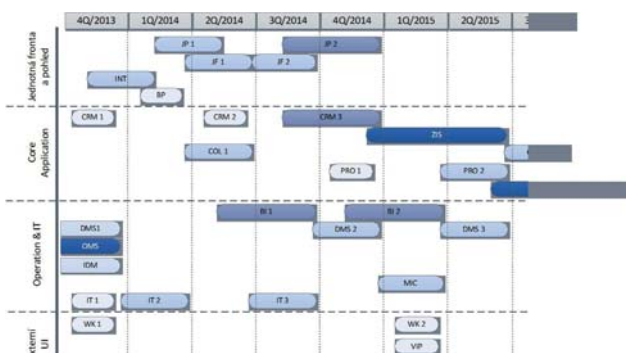 4Q/2013 1Q/2014 2Q/2014 3Q/2014 4Q/2014 1Q/2015 2Q/2015
Jednotná fronta
a pohled
JP 1 JP 2
JF 1 JF 2
INT
BP
Core
Application
CRM 1 CRM 2 CRM 3
ZIS
COL 1
PRO 1 PRO 2
Operation & IT
BI 1 BI 2
DMS1 DMS 2 DMS 3
OMS
IDM
MIC
IT 1 IT 2 IT 3
UI
WK 1 WK 2
VIP